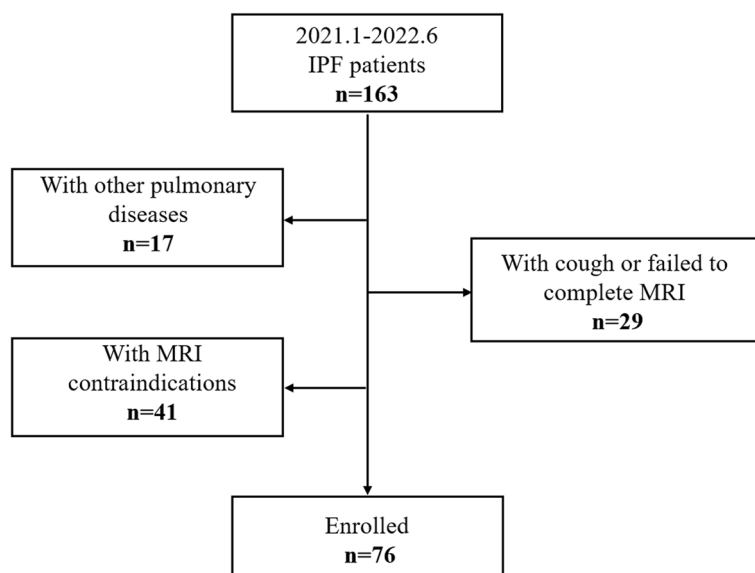 2021.1-2022.6
IPF patients
n=163
With other pulmonary
diseases
n=17
With cough or failed to
complete MRI
n=29
With MRI
contraindications
n=41
Enrolled
n=76